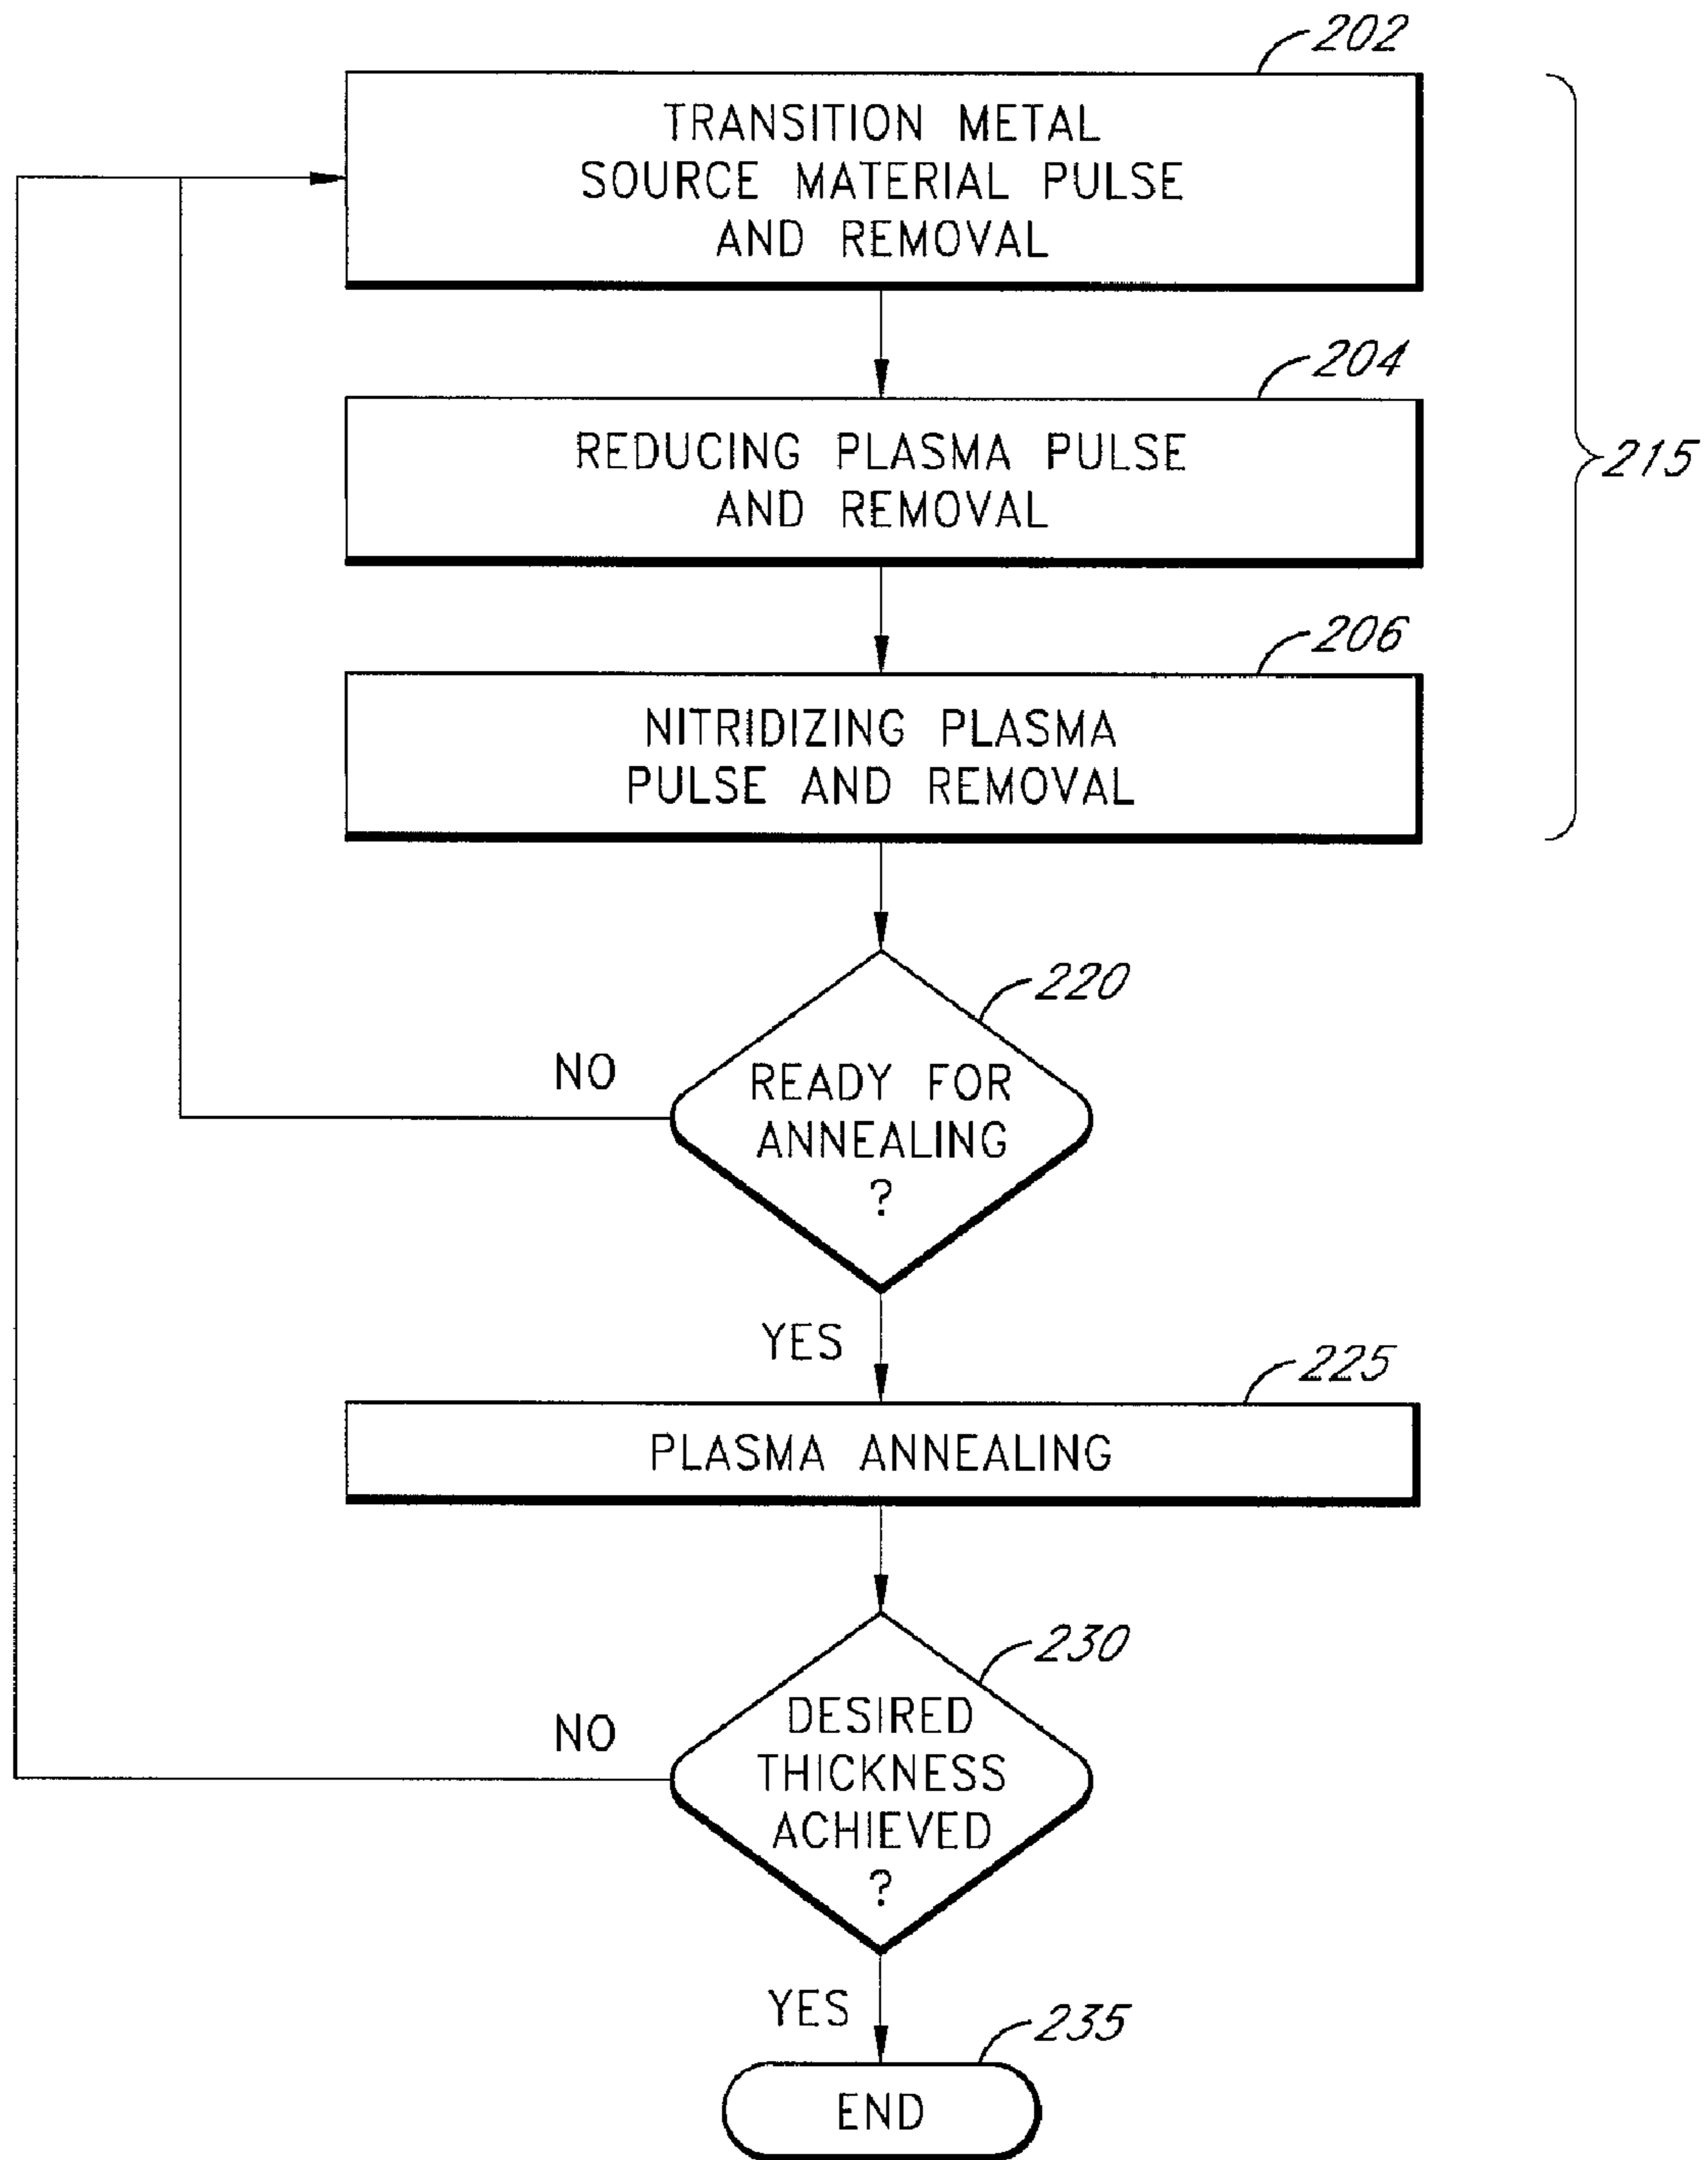 202
TRANSITION METAL
SOURCE MATERIAL PULSE
AND REMOVAL
204
REDUCING PLASMA PULSE
AND REMOVAL
215
206
NITRIDIZING PLASMA
PULSE AND REMOVAL
220
NO
READY FOR
ANNEALING
?
YES
225
PLASMA ANNEALING
230
NO
DESIRED
THICKNESS
ACHIEVED
?
YES
235
END